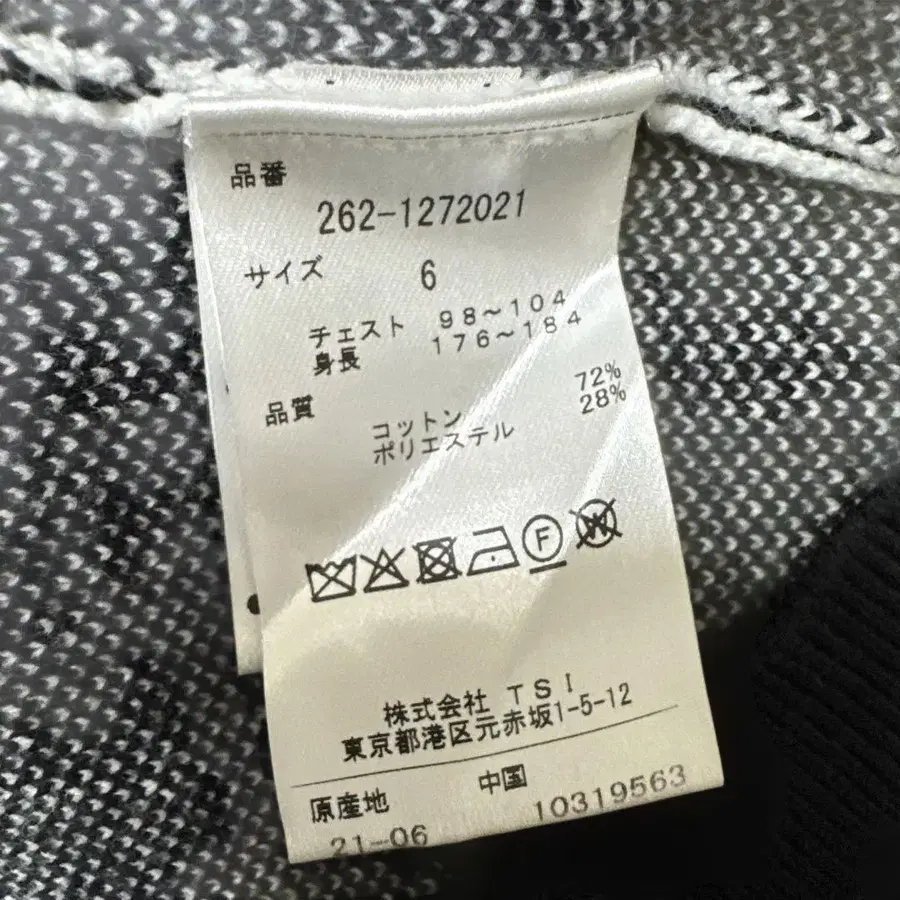 品番
262-1272021
サイズ 6
チェスト 98~104
身長 176~184
品質
コットン 72%
ポリエステル 28%
F
W
株式会社 TSI
東京都港区元赤坂1-5-12
原産地 中国
21-06 10319563